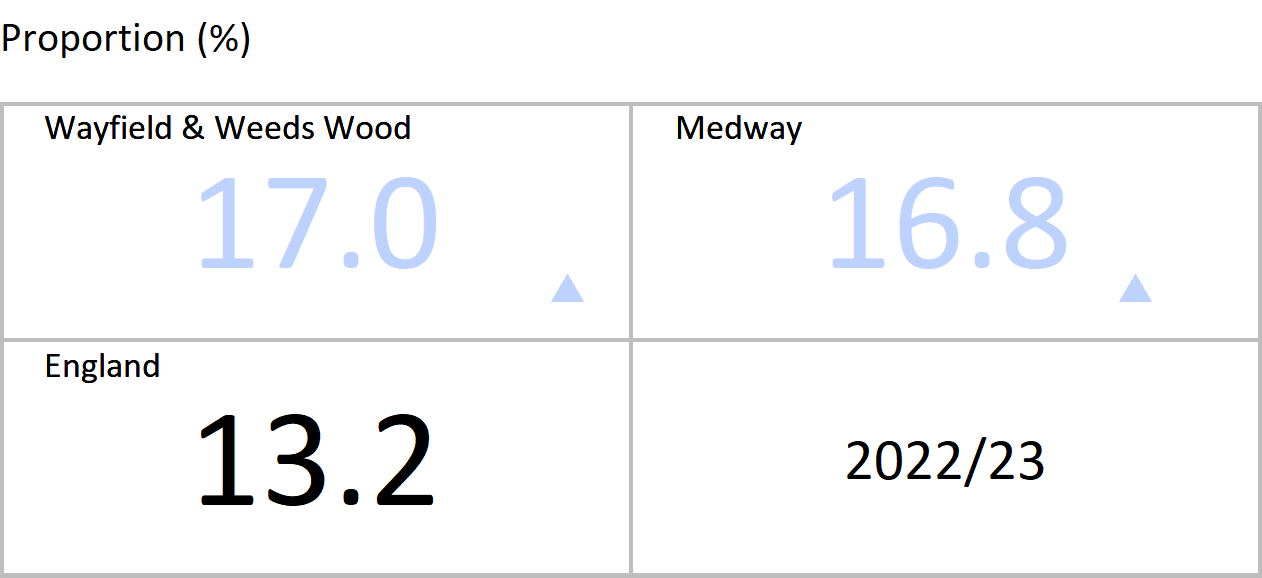 Proportion (%)
Wayfield & Weeds Wood
17.0
Medway
16.8
England
13.2
2022/23